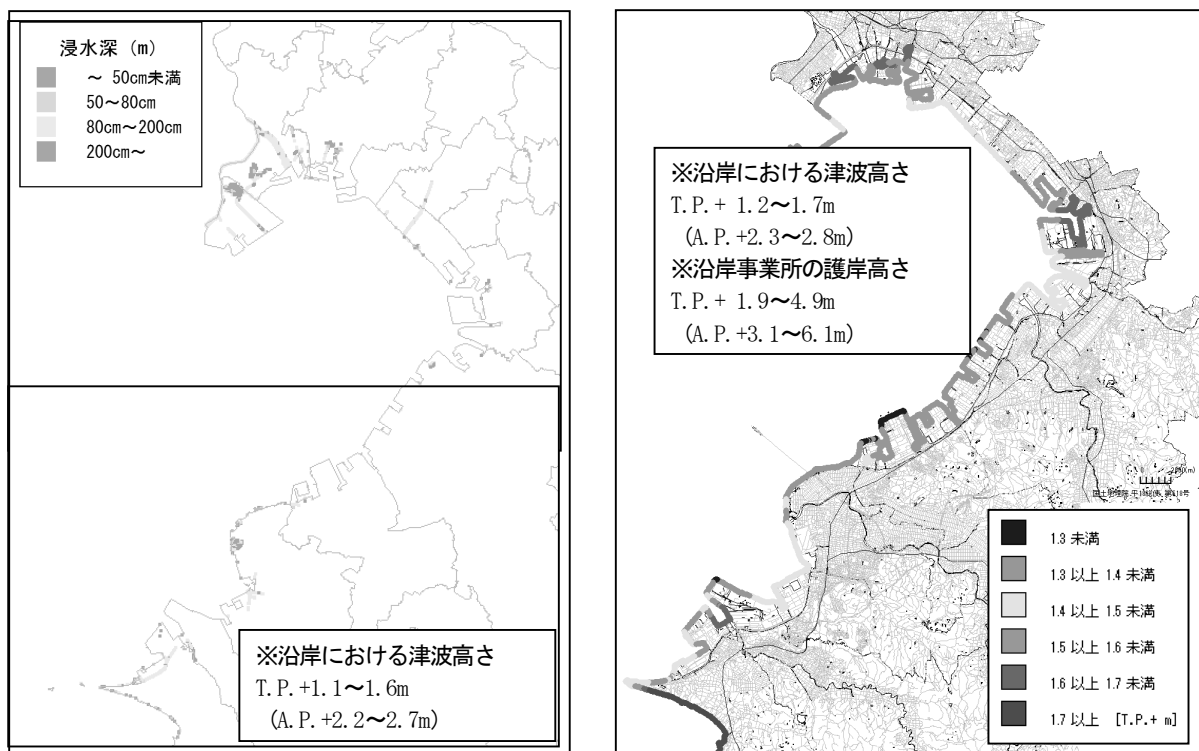 浸水深 (m)
～ 50cm未満
50～80cm
80cm～200cm
200cm～
※沿岸における津波高さ
T.P.+1.1～1.6m
(A.P.+2.2～2.7m)
※沿岸における津波高さ
T.P.+ 1.2～1.7m
(A.P.+2.3～2.8m)
※沿岸事業所の護岸高さ
T.P.+ 1.9～4.9m
(A.P.+3.1～6.1m)
1.3 未満
1.3 以上 1.4 未満
1.4 以上 1.5 未満
1.5 以上 1.6 未満
1.6 以上 1.7 未満
1.7 以上 [T.P.+ m]